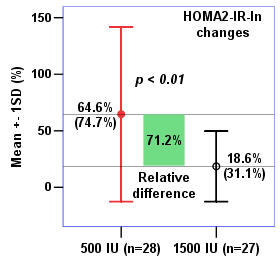 HOMA2-IR-In
changes
150
100
50
0
Mean +- 1SD (%)
p < 0.01
64.6%
(74.7%)
71.2%
18.6%
(31.1%)
Relative
difference
500 IU (n=28)
1500 IU (n=27)